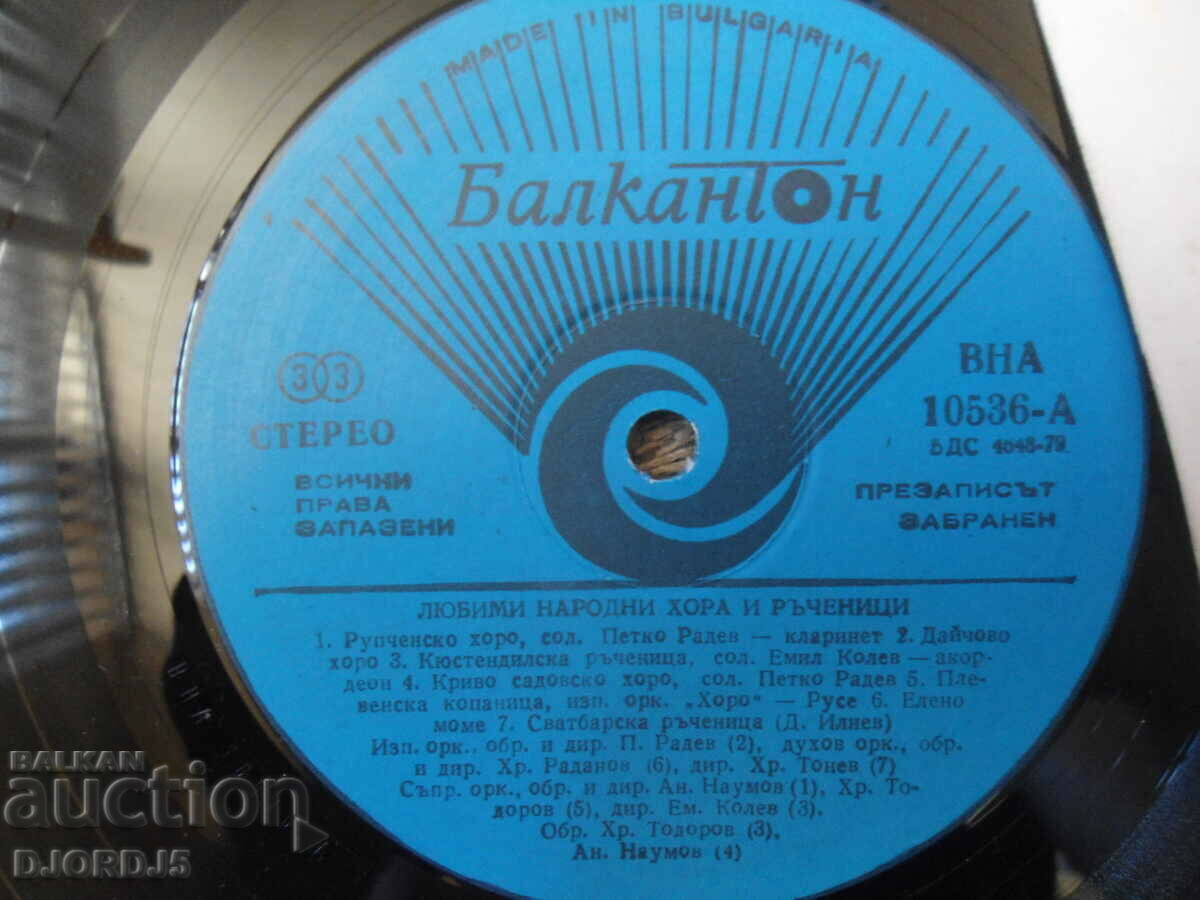 MADE IN BULGARIA
Балкантон
33
СТЕРЕО
ВСИЧКИ
ПРАВА
ЗАПАЗЕНИ
ВНА
10536-А
БДС 4648-79
ПРЕЗАПИСЪТ
ЗАБРАНЕН
ЛЮБИМИ НАРОДНИ ХОРА И РЪЧЕНИЦИ
1. Рупченско хоро, сол. Петко Радев — кларинет 2. Дайчово
хоро 3. Кюстендилска ръченица, сол. Емил Колев — акор-
деон 4. Криво садовско хоро, сол. Петко Радев 5. Пле-
венска копаница, изп. орк. „Хоро“ — Русе 6. Елено
моме 7. Сватбарска ръченица (Д. Илиев)
Изп. орк., обр. и дир. П. Радев (2), духов орк., обр.
и дир. Хр. Раданов (6), дир. Хр. Тонев (7)
Съпр. орк., обр. и дир. Ан. Наумов (1), Хр. То-
доров (5), дир. Ем. Колев (3).
Обр. Хр. Тодоров (3),
Ан. Наумов (4)
BALKAN
auction
DJORDJ5